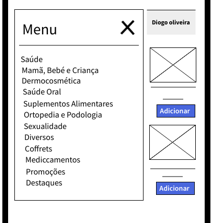 Menu
Diogo oliveira
Saúde
Mamã, Bebé e Criança
Dermocosmética
Saúde Oral
Suplementos Alimentares
Ortopedia e Podologia
Sexualidade
Diversos
Coffrets
Mediccamentos
Promoções
Destaques
Adicionar
Adicionar